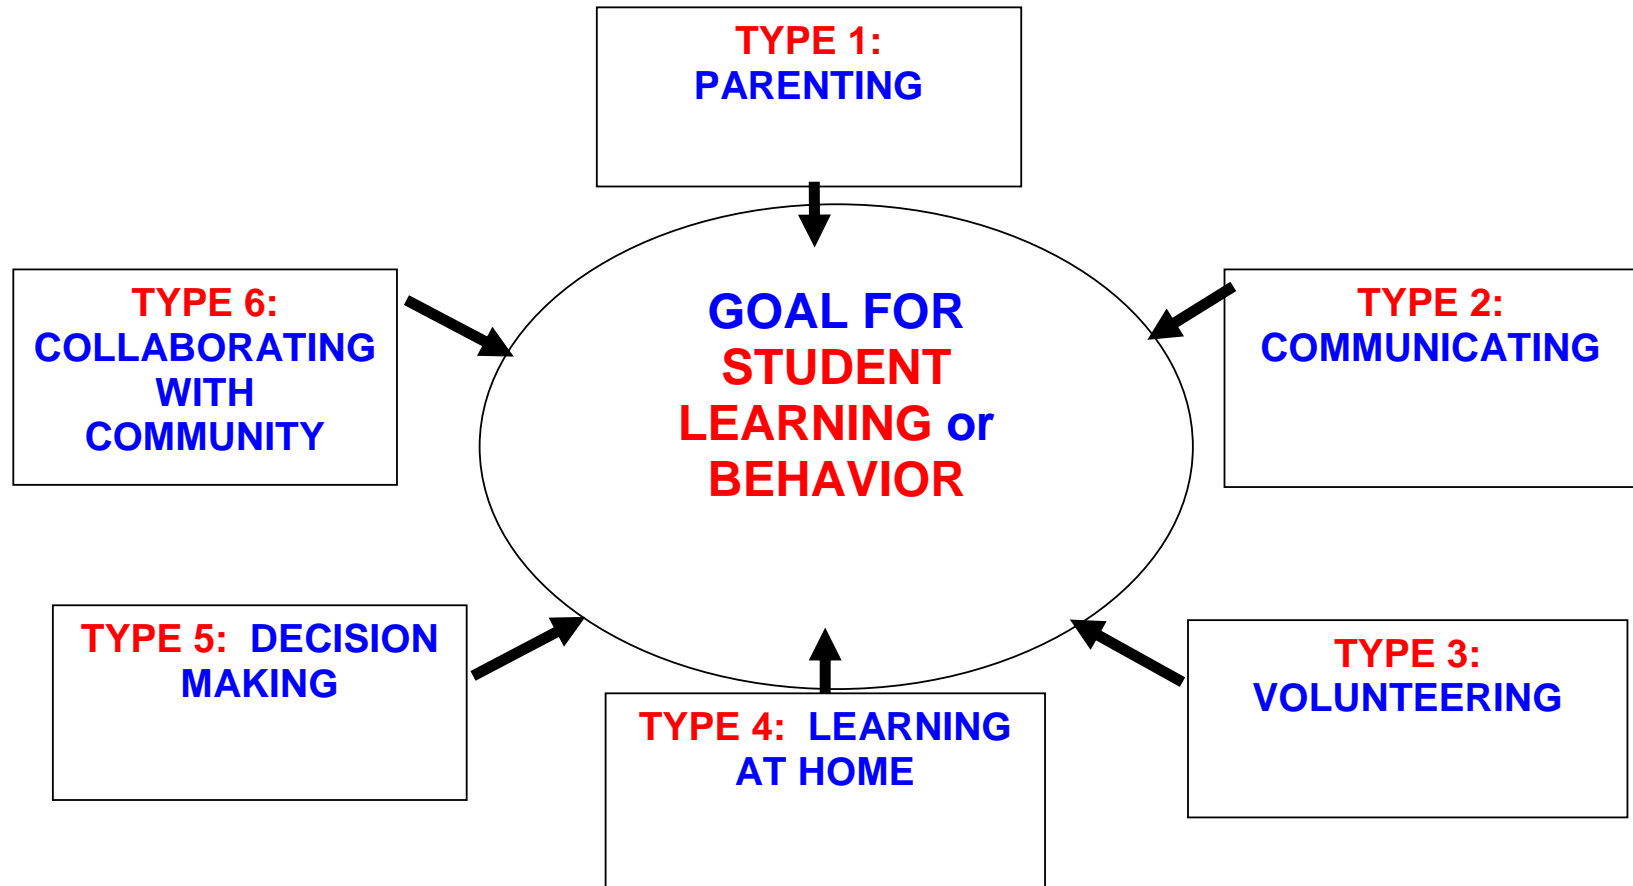 TYPE 1:
PARENTING
GOAL FOR
STUDENT
LEARNING or
BEHAVIOR
TYPE 2:
COMMUNICATING
TYPE 3:
VOLUNTEERING
TYPE 4: LEARNING
AT HOME
TYPE 5: DECISION
MAKING
TYPE 6:
COLLABORATING
WITH
COMMUNITY